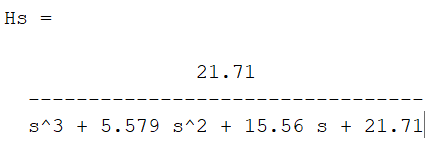 Hs =
21.71
---------------------------------
s^3 + 5.579 s^2 + 15.56 s + 21.71